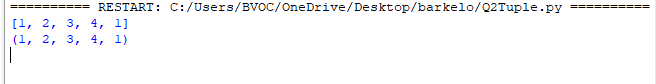 ========== RESTART: C:/Users/BVOC/OneDrive/Desktop/barkelo/Q2Tuple.py ==========
[1, 2, 3, 4, 1]
(1, 2, 3, 4, 1)